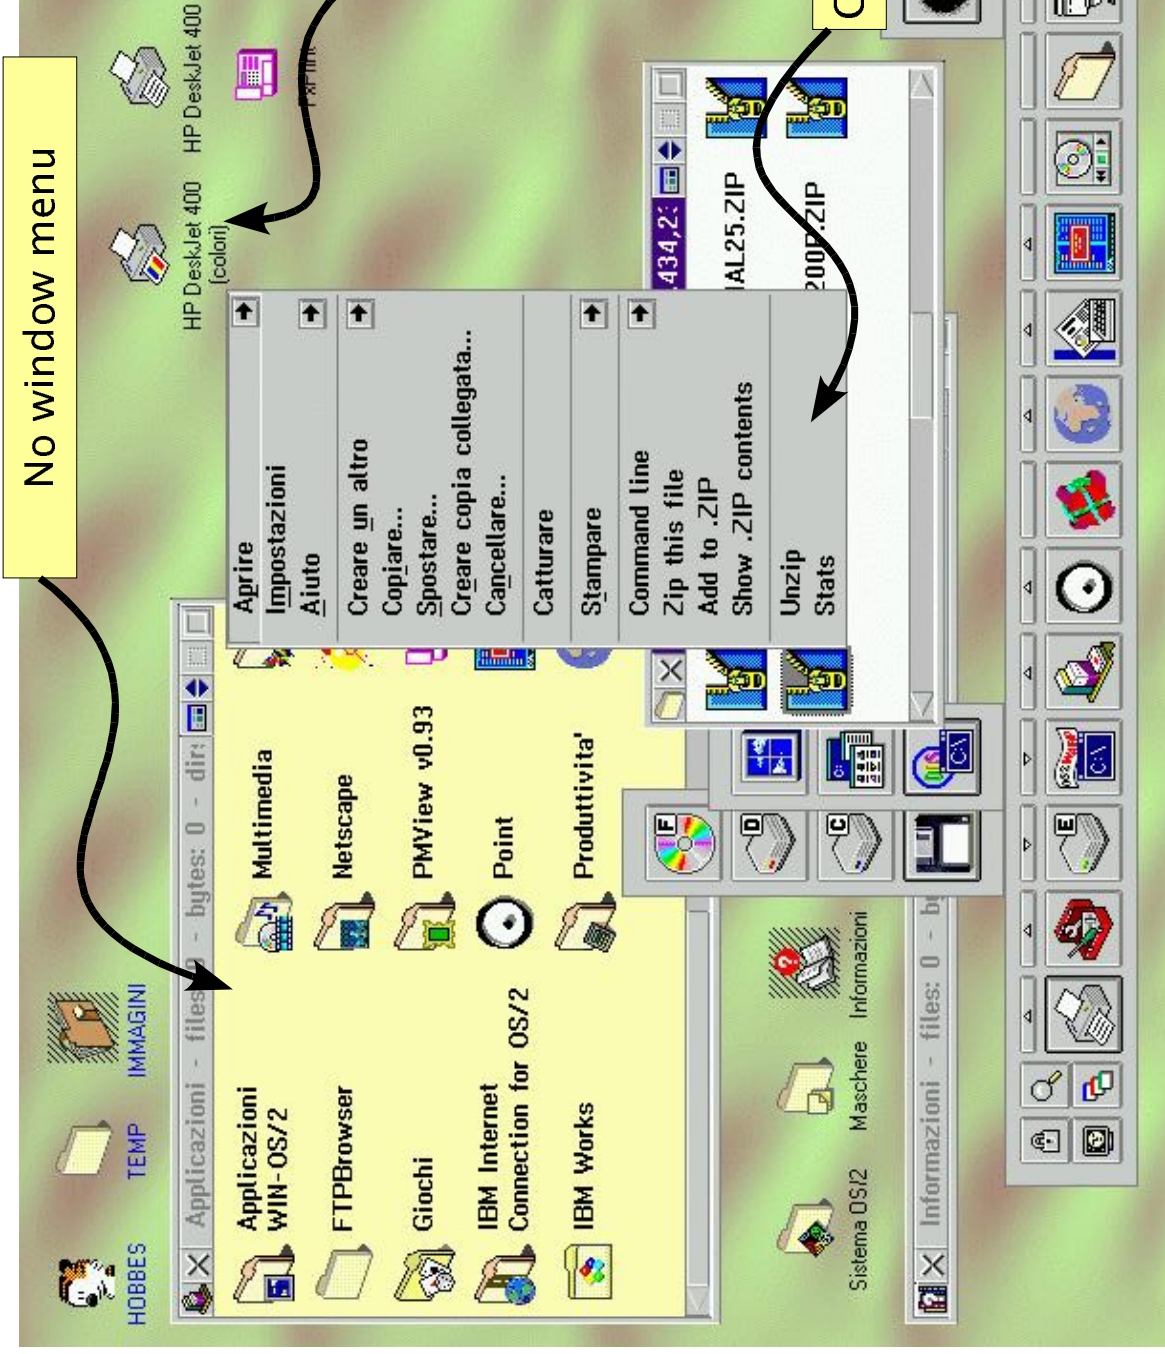 No window menu
HP DeskJet 400
(colori)
HP DeskJet 400
HOBBES
TEMP
IMMAGINI
Applicazioni - files
- bytes: 0 - dir:
Applicazioni
WIN-OS/2
FTPBrowser
Giochi
IBM Internet
Connection for OS/2
IBM Works
Multimedia
Netscape
PMView v0.93
Point
Produttivita'
Aprire
Impostazioni
Aiuto
Creare un altro
Copiare...
Spostare...
Creare copia collegata...
Cancellare...
Catturare
Stampare
Command line
Zip this file
Add to .ZIP
Show .ZIP contents
Unzip
Stats
434,2
IAL25.ZIP
.ZIP
F
D
C
C:\
Sistema OS/2
Maschere
Informazioni
Informazioni - files: 0 - by
E
C:\